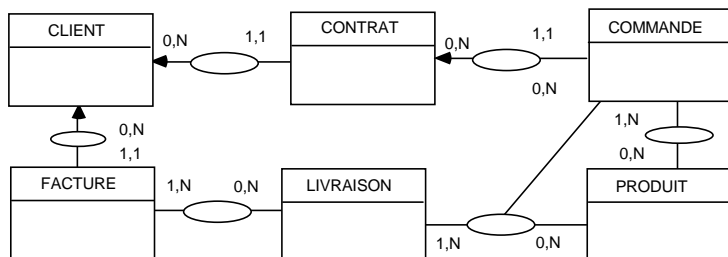 CLIENT
CONTRAT
COMMANDE
0,N
1,1
0,N
1,1
0,N
0,N
1,1
1,N
0,N
FACTURE
1,N
0,N
LIVRAISON
PRODUIT
1,N
0,N